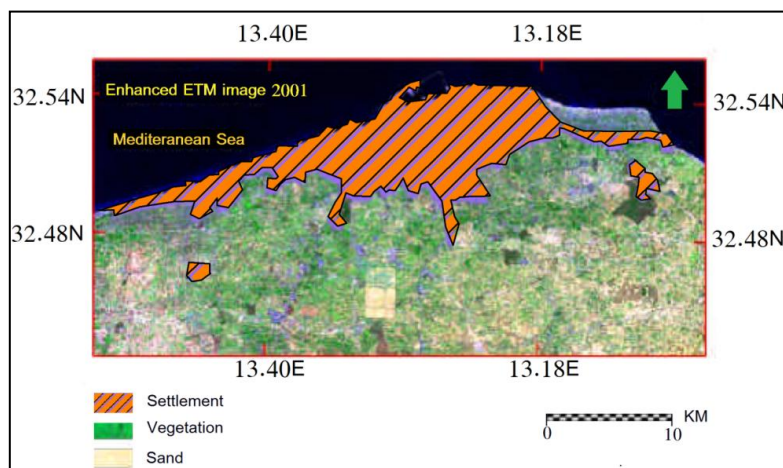 13.40E 13.18E
32.54N 32.54N
Enhanced ETM image 2001
Mediteranean Sea
32.48N 32.48N
13.40E 13.18E
Settlement
Vegetation
Sand
KM
0 10